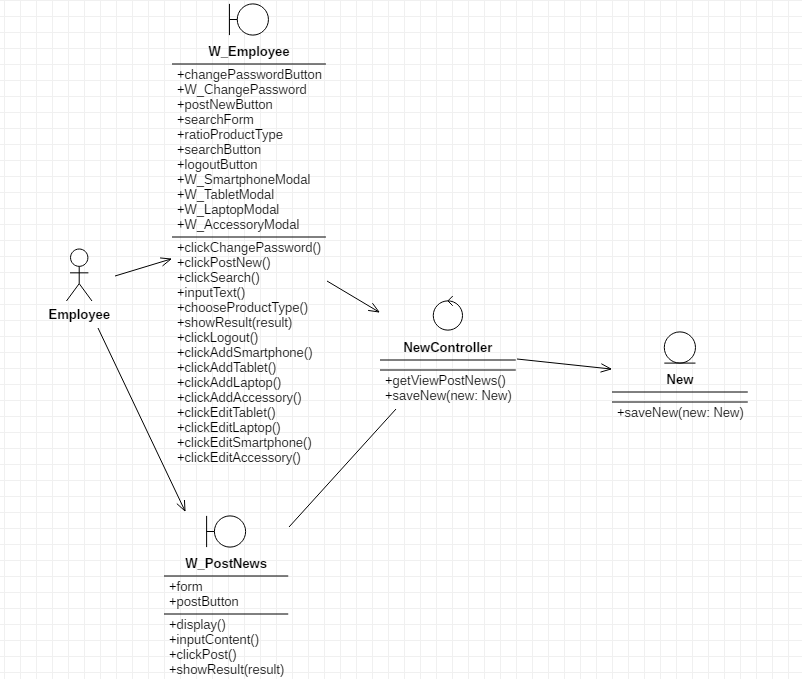 W_Employee
+changePasswordButton
+W_ChangePassword
+postNewButton
+searchForm
+ratioProductType
+searchButton
+logoutButton
+W_SmartphoneModal
+W_TabletModal
+W_LaptopModal
+W_AccessoryModal
+clickChangePassword()
+clickPostNew()
+clickSearch()
+inputText()
+chooseProductType()
+showResult(result)
+clickLogout()
+clickAddSmartphone()
+clickAddTablet()
+clickAddLaptop()
+clickAddAccessory()
+clickEditTablet()
+clickEditLaptop()
+clickEditSmartphone()
+clickEditAccessory()
Employee
NewController
+getViewPostNews()
+saveNew(new: New)
New
+saveNew(new: New)
W_PostNews
+form
+postButton
+display()
+inputContent()
+clickPost()
+showResult(result)